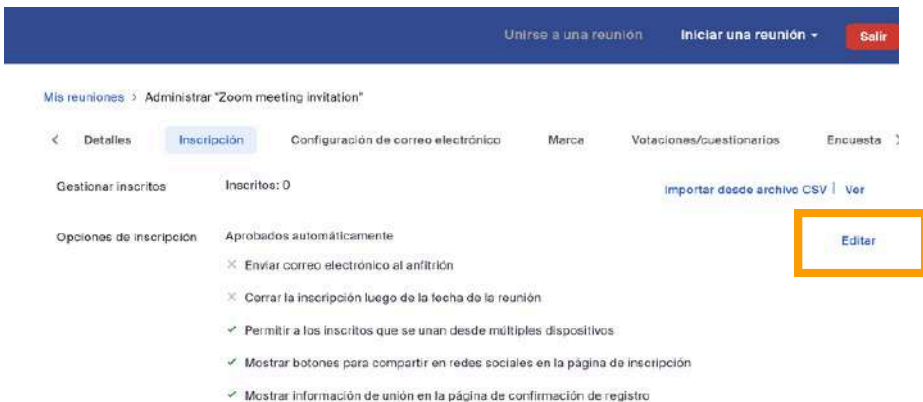 Unirse a una reunión Iniciar una reunión Salir
Mis reuniones > Administrar "Zoom meeting invitation"
< Detalles Inscripción Configuración de correo electrónico Marca Votaciones/cuestionarios Encuesta >
Gestionar inscritos Inscritos: 0 Importar desde archivo CSV | Ver
Opciones de inscripción Aprobados automáticamente Editar
× Enviar correo electrónico al anfitrión
× Cerrar la inscripción luego de la fecha de la reunión
✓ Permitir a los inscritos que se unan desde múltiples dispositivos
✓ Mostrar botones para compartir en redes sociales en la página de inscripción
✓ Mostrar información de unión en la página de confirmación de registro